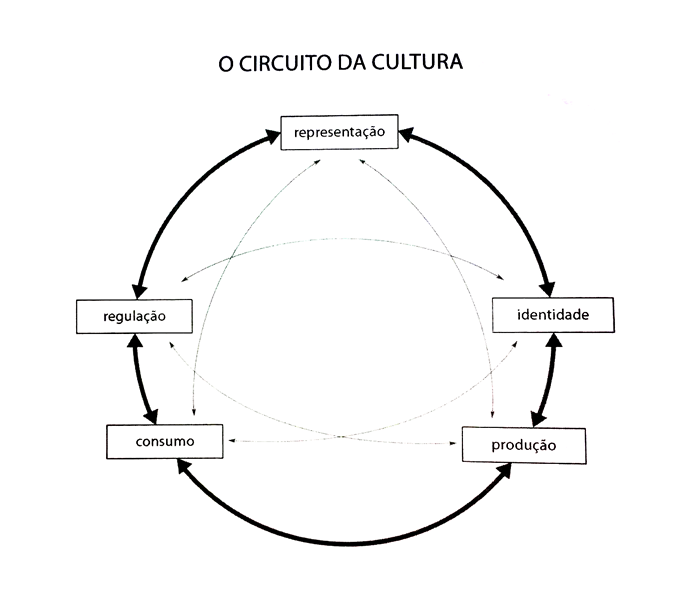 O CIRCUITO DA CULTURA
representação
regulação
identidade
consumo
produção